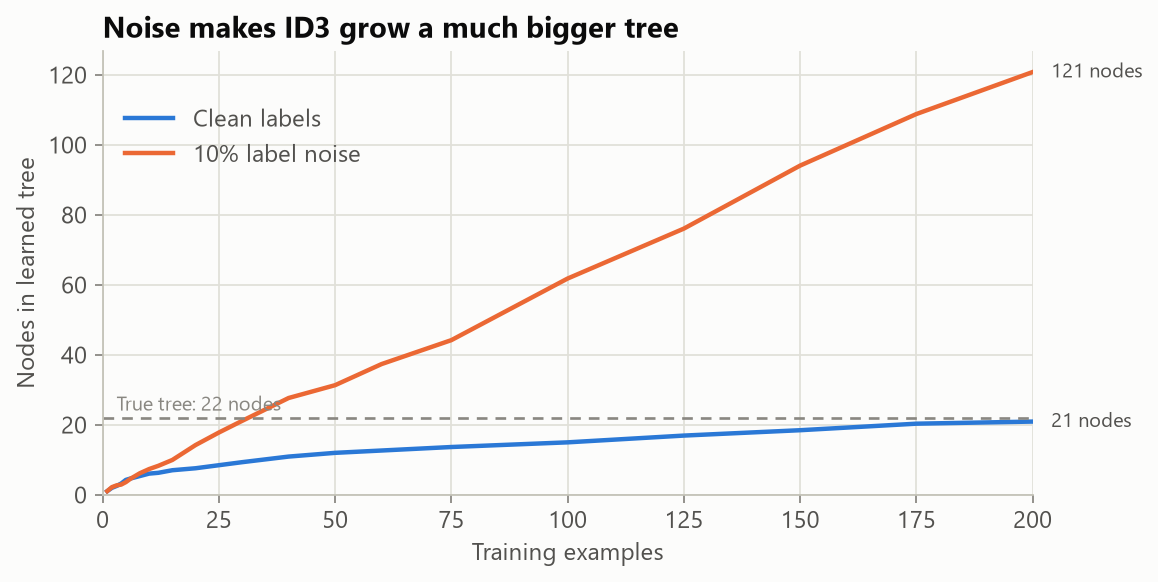 Noise makes ID3 grow a much bigger tree
120
100
80
60
40
20
0
Nodes in learned tree
Clean labels
10% label noise
True tree: 22 nodes
121 nodes
21 nodes
0 25 50 75 100 125 150 175 200
Training examples